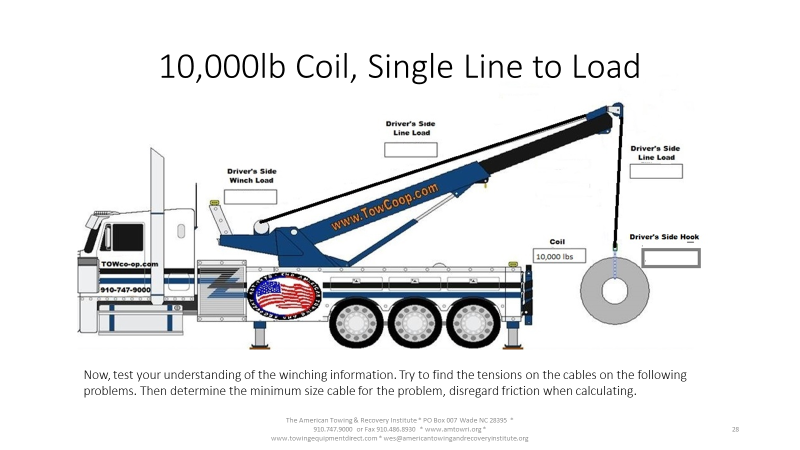 10,000lb Coil, Single Line to Load
Driver's Side
Line Load
Driver's Side
Line Load
Driver's Side
Winch Load
www.TowCoop.com
Driver's Side Hook
Coil
10,000 lbs
TOWco-op.com
910-747-9000
Now, test your understanding of the winching information. Try to find the tensions on the cables on the following
problems. Then determine the minimum size cable for the problem, disregard friction when calculating.
The American Towing & Recovery Institute * PO Box 007 Wade NC 28395 *
910.747.9000 or Fax 910.486.8930 * www.amtowri.org *
www.towingequipmentdirect.com * wes@americantowingandrecoveryinstitute.org
28